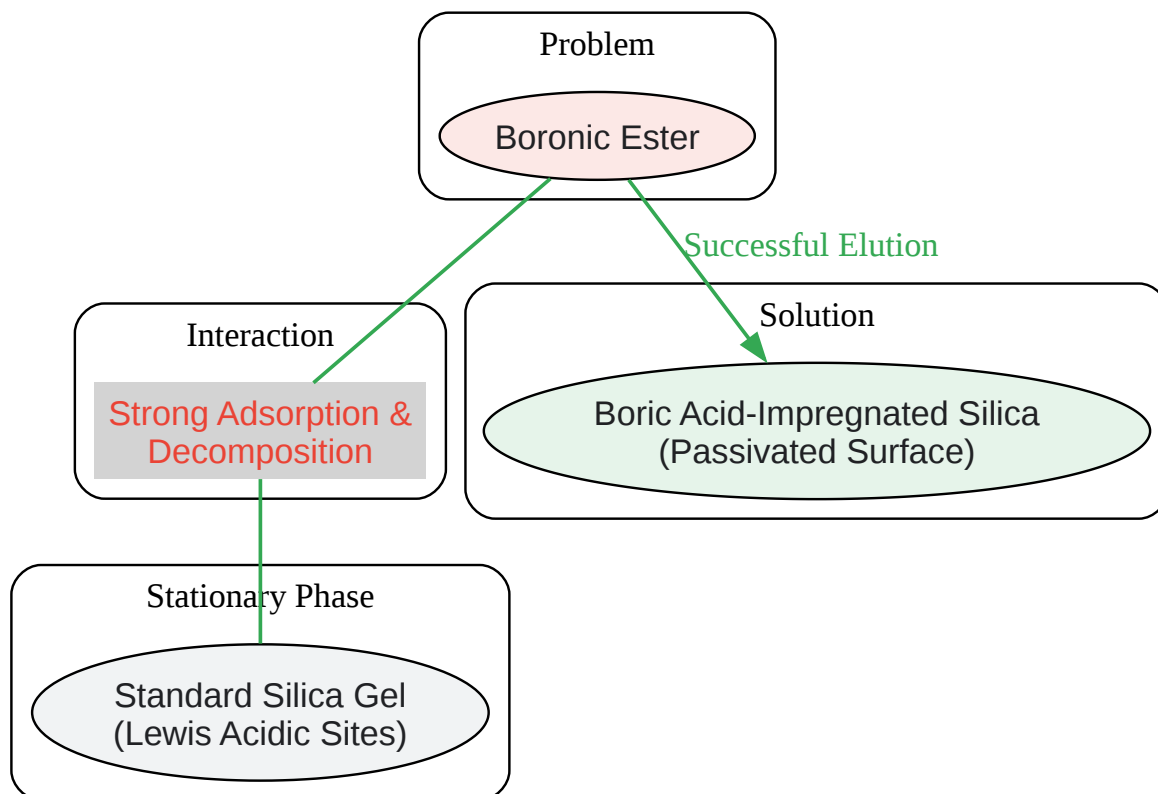 Problem
Boronic Ester
Successful Elution
Interaction
Strong Adsorption &
Decomposition
Solution
Boric Acid-Impregnated Silica
(Passivated Surface)
Stationary Phase
Standard Silica Gel
(Lewis Acidic Sites)